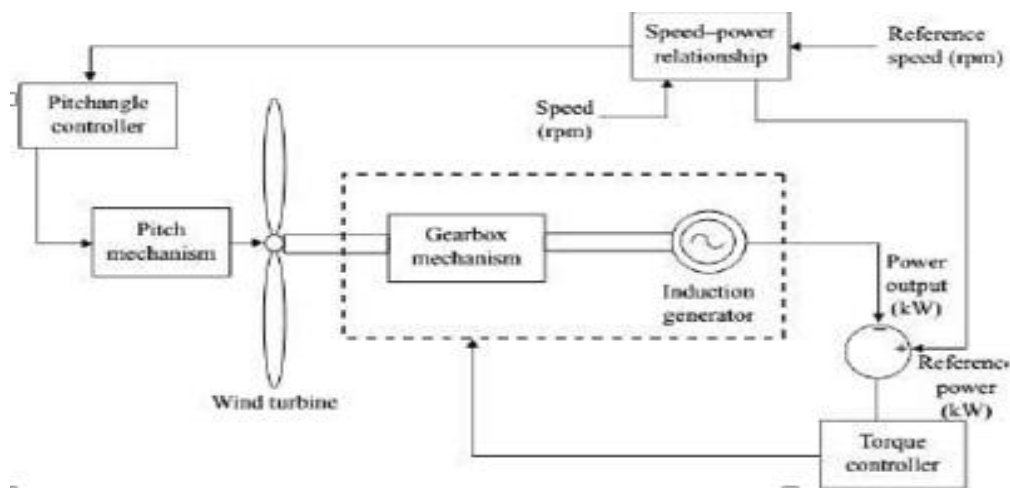 Speed–power
relationship
Reference
speed (rpm)
Pitchangle
controller
Speed
(rpm)
Pitch
mechanism
Gearbox
mechanism
Induction
generator
Power
output
(kW)
-
+
Reference
power
(kW)
Wind turbine
Torque
controller